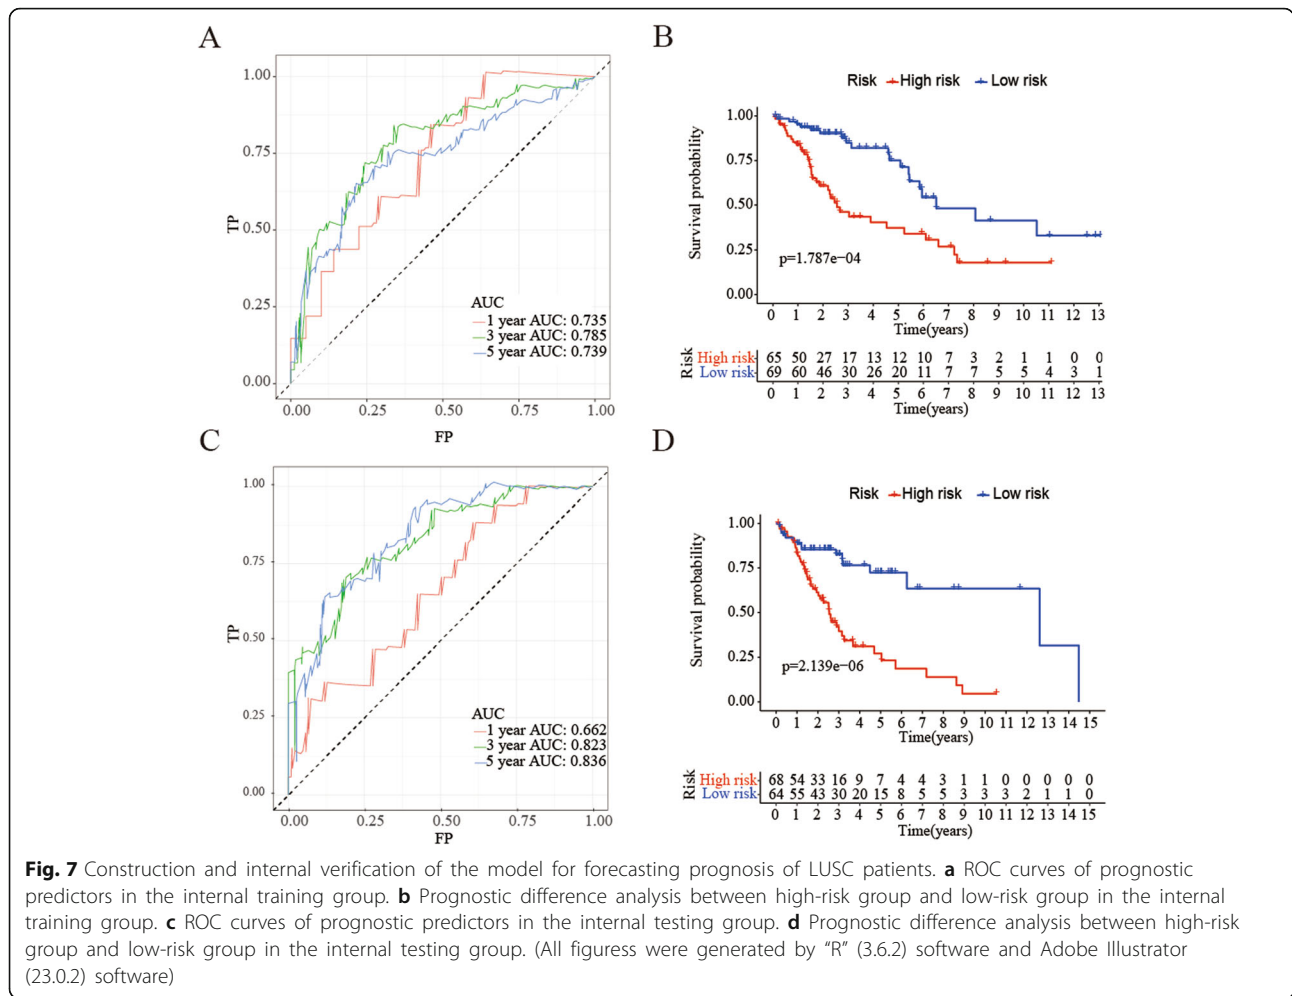 A
1.00
0.75
0.50
0.25
0.00
TP
AUC
1 year AUC: 0.735
3 year AUC: 0.785
5 year AUC: 0.739
0.00 0.25 0.50 0.75 1.00
FP
B
Risk High risk Low risk
1.00
0.75
0.50
0.25
0.00
Survival probability
p=1.787e−04
0 1 2 3 4 5 6 7 8 9 10 11 12 13
Time(years)
Risk
High risk 65 50 27 17 13 12 10 7 3 2 1 1 0 0
Low risk 69 60 46 30 26 20 11 7 7 5 5 4 3 1
0 1 2 3 4 5 6 7 8 9 10 11 12 13
Time(years)
C
1.00
0.75
0.50
0.25
0.00
TP
AUC
1 year AUC: 0.662
3 year AUC: 0.823
5 year AUC: 0.836
0.00 0.25 0.50 0.75 1.00
FP
D
Risk High risk Low risk
1.00
0.75
0.50
0.25
0.00
Survival probability
p=2.139e−06
0 1 2 3 4 5 6 7 8 9 10 11 12 13 14 15
Time(years)
Risk
High risk 68 54 33 16 9 7 4 4 3 1 1 0 0 0 0 0
Low risk 64 55 43 30 20 15 8 5 5 3 3 3 2 1 1 0
0 1 2 3 4 5 6 7 8 9 10 11 12 13 14 15
Time(years)
Fig. 7 Construction and internal verification of the model for forecasting prognosis of LUSC patients. a ROC curves of prognostic
predictors in the internal training group. b Prognostic difference analysis between high-risk group and low-risk group in the internal
training group. c ROC curves of prognostic predictors in the internal testing group. d Prognostic difference analysis between high-risk
group and low-risk group in the internal testing group. (All figuress were generated by “R” (3.6.2) software and Adobe Illustrator
(23.0.2) software)